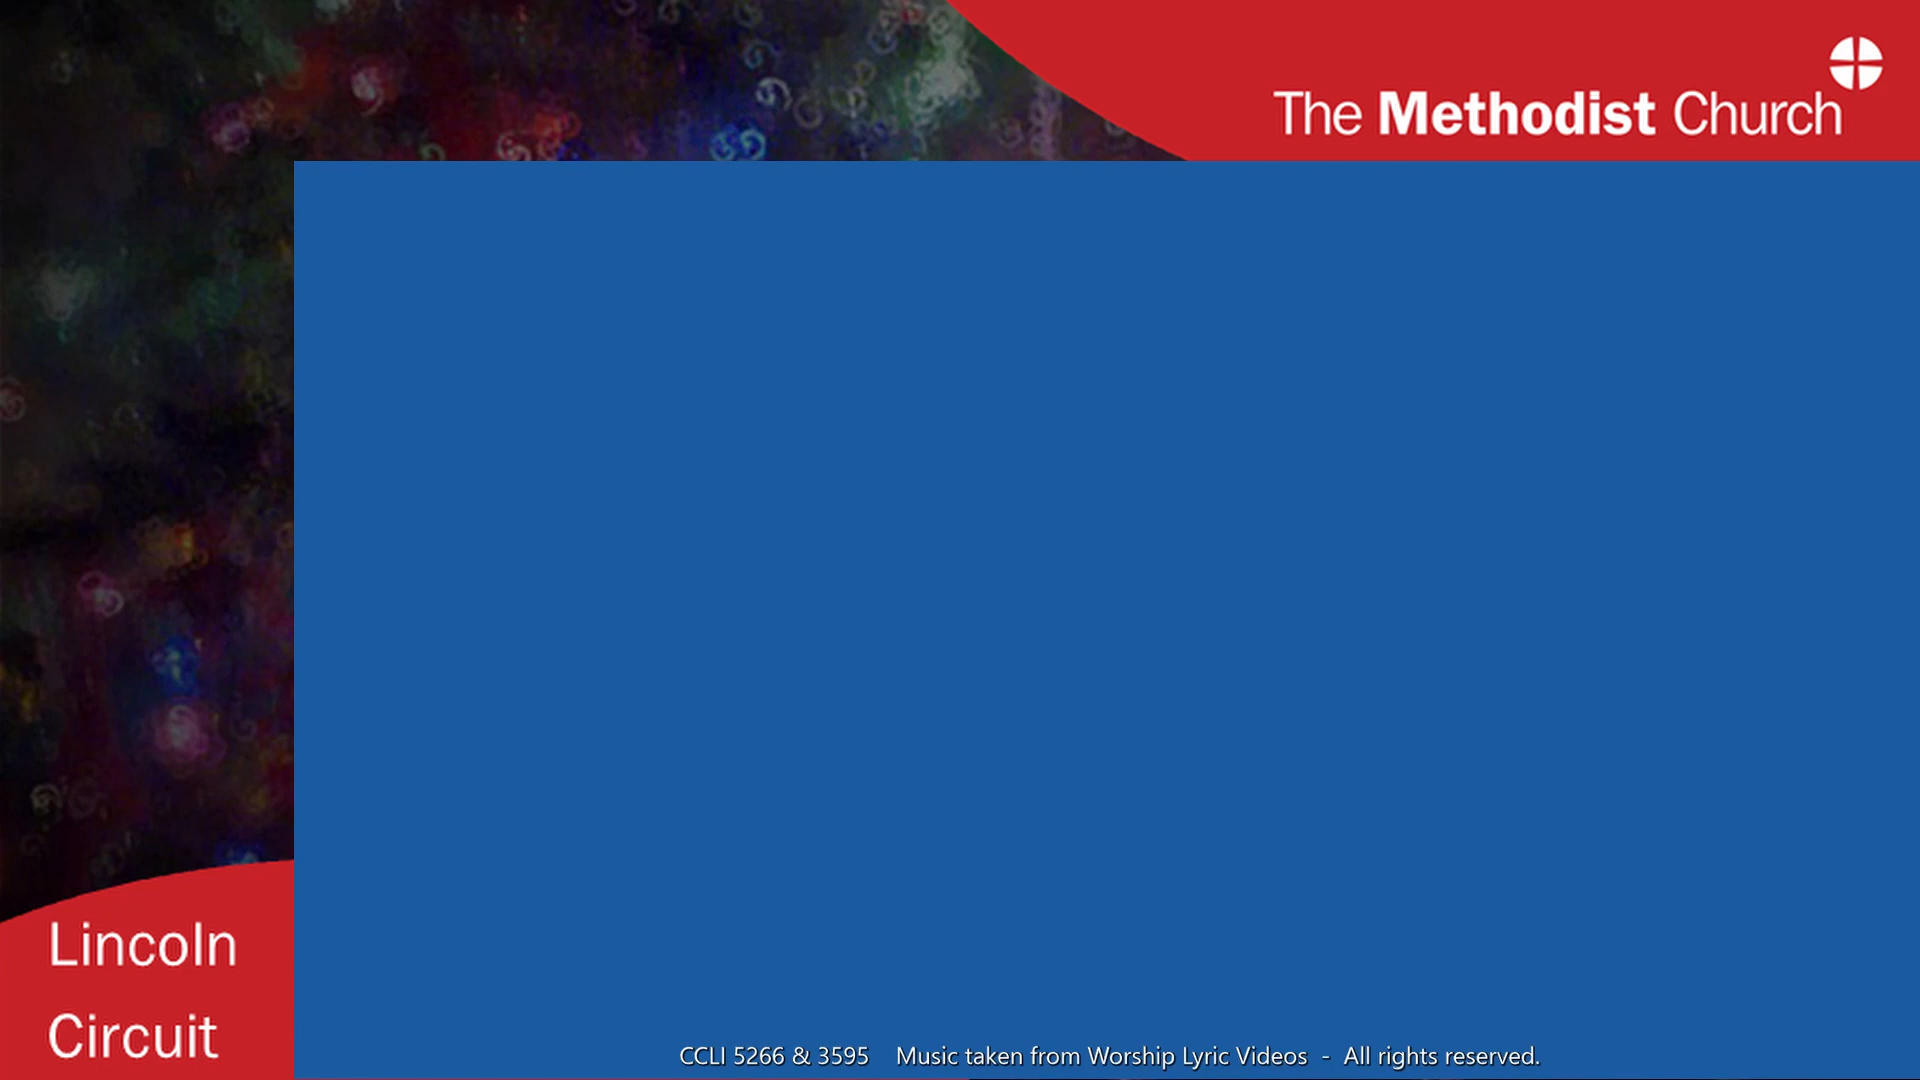 The Methodist Church
Lincoln
Circuit
CCLI 5266 & 3595 Music taken from Worship Lyric Videos - All rights reserved.